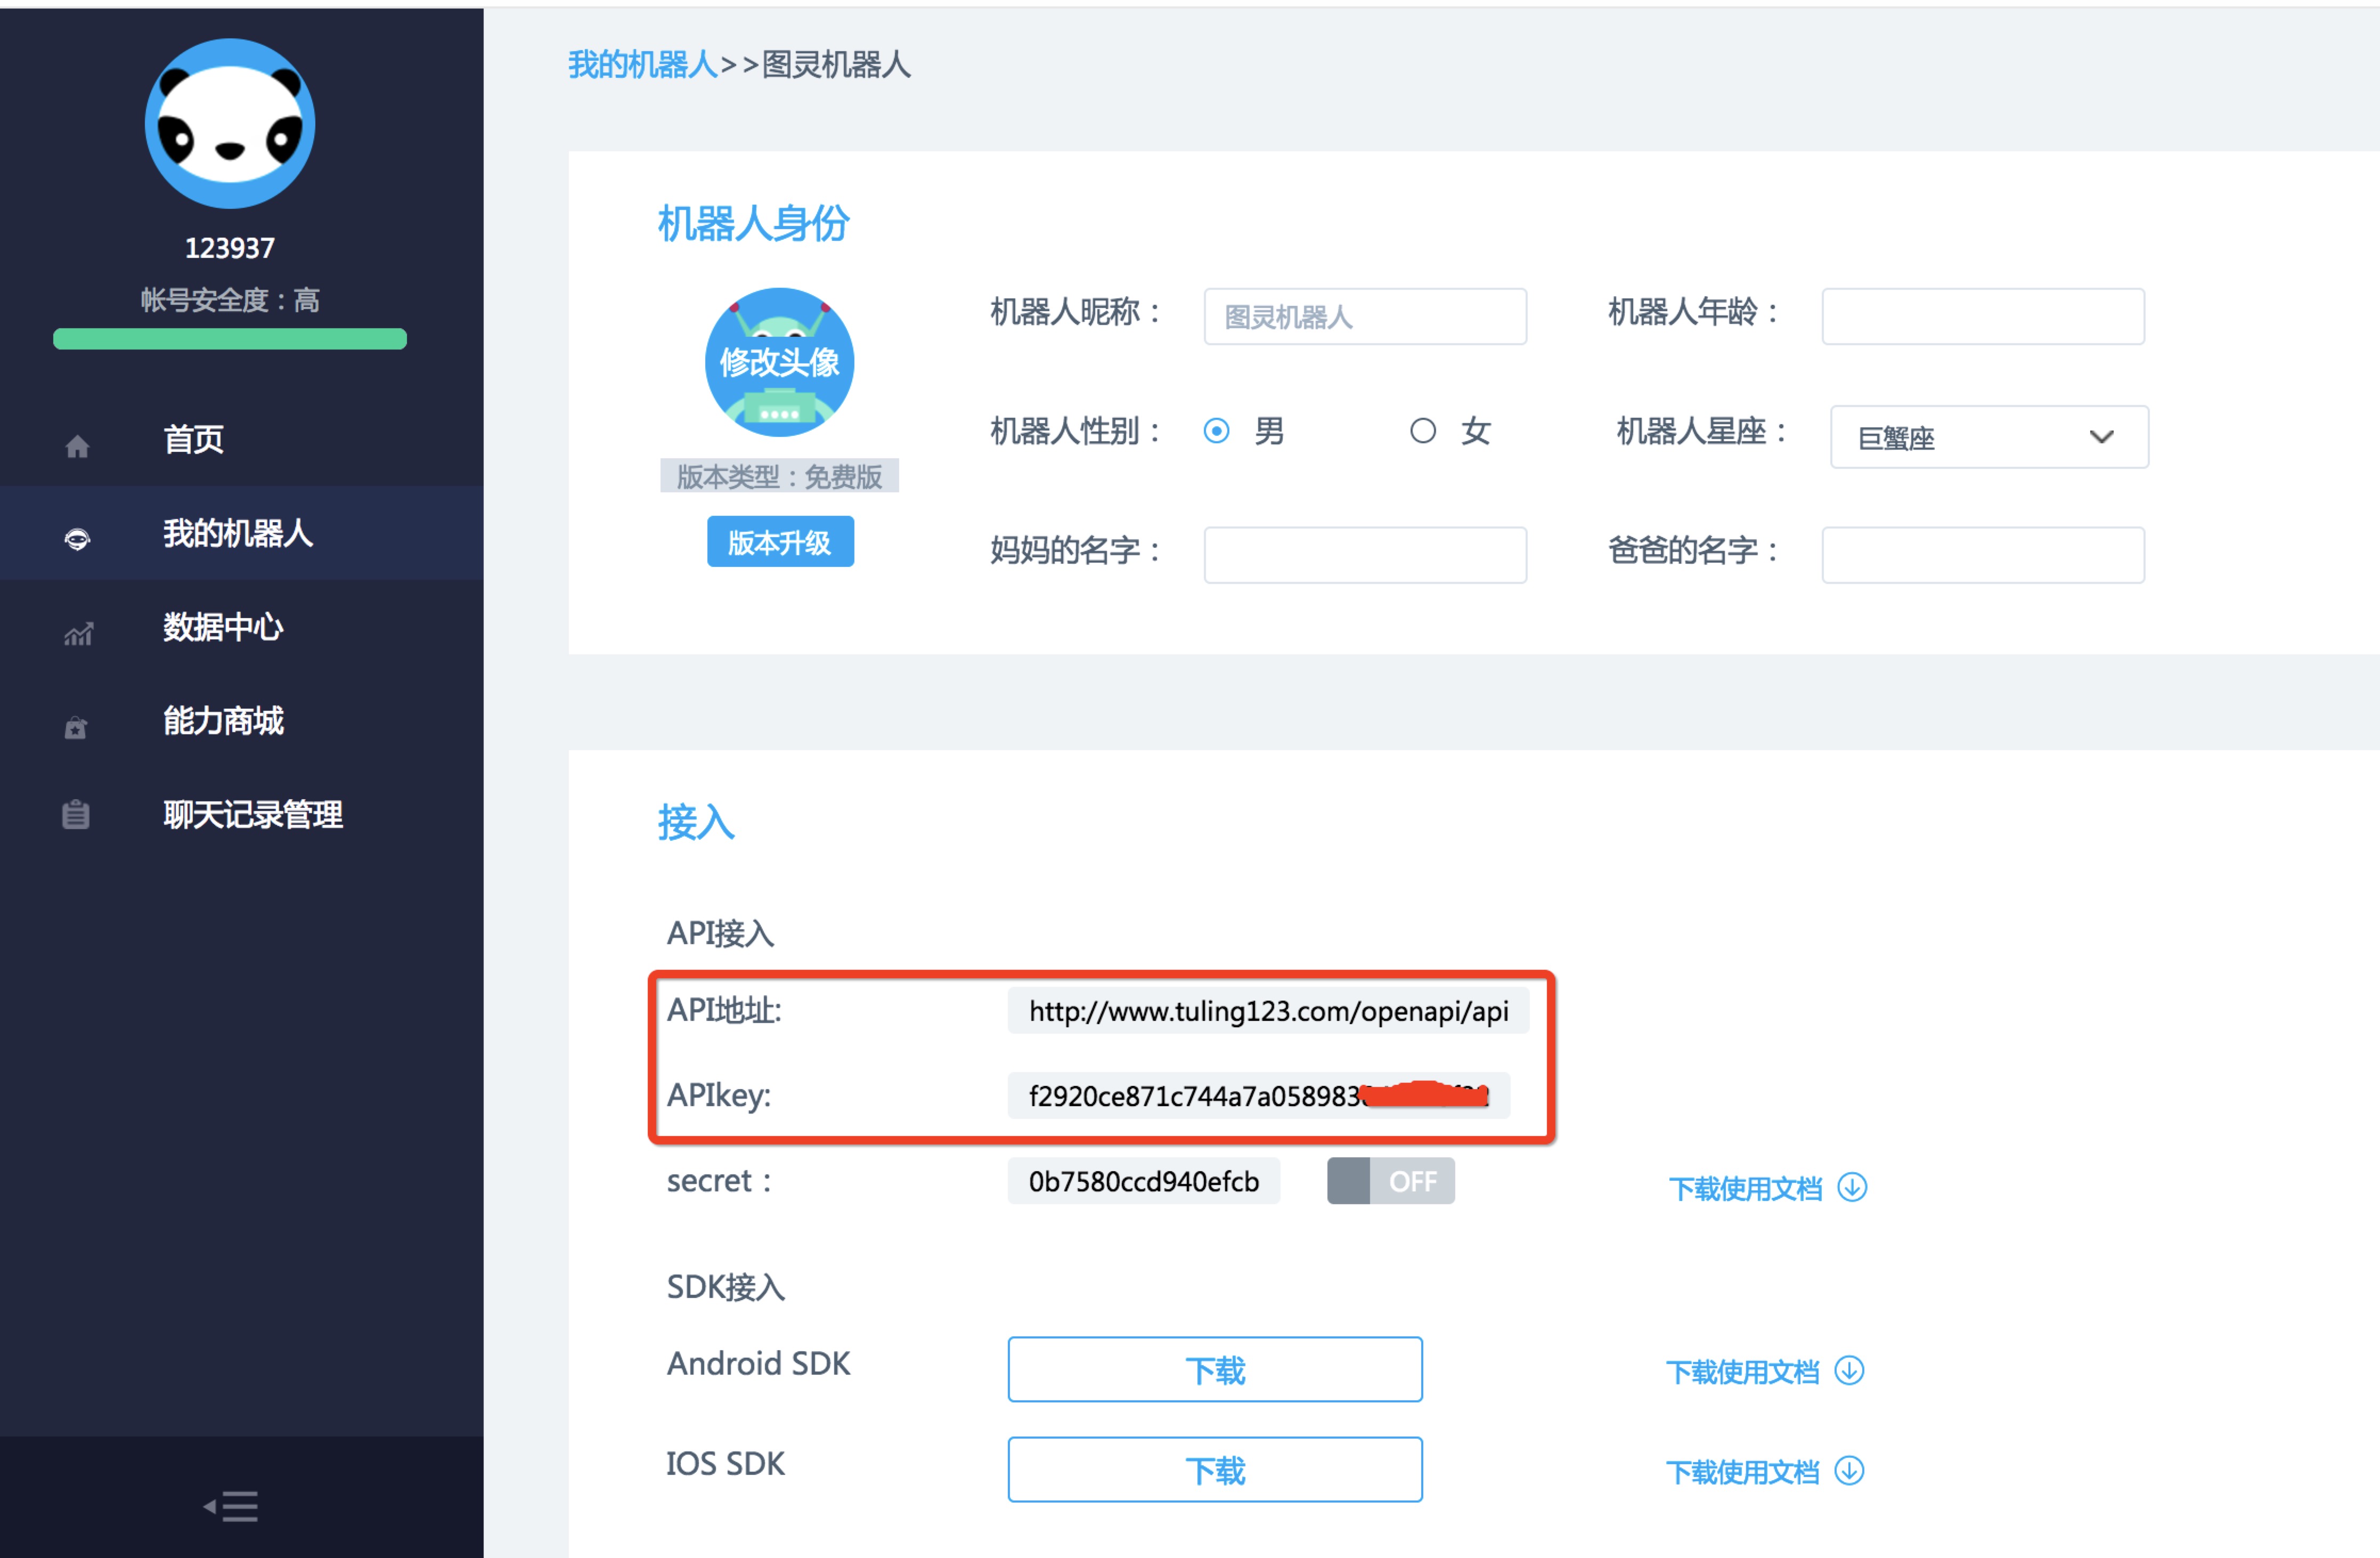 我的机器人>>图灵机器人
123937
帐号安全度：高
首页
我的机器人
数据中心
能力商城
聊天记录管理
机器人身份
修改头像
版本类型：免费版
版本升级
机器人昵称： 图灵机器人 机器人年龄：
机器人性别： 男 女 机器人星座： 巨蟹座
妈妈的名字： 爸爸的名字：
接入
API接入
API地址: http://www.tuling123.com/openapi/api
APIkey: f2920ce871c744a7a058983
secret： 0b7580ccd940efcb OFF 下载使用文档
SDK接入
Android SDK 下载 下载使用文档
IOS SDK 下载 下载使用文档